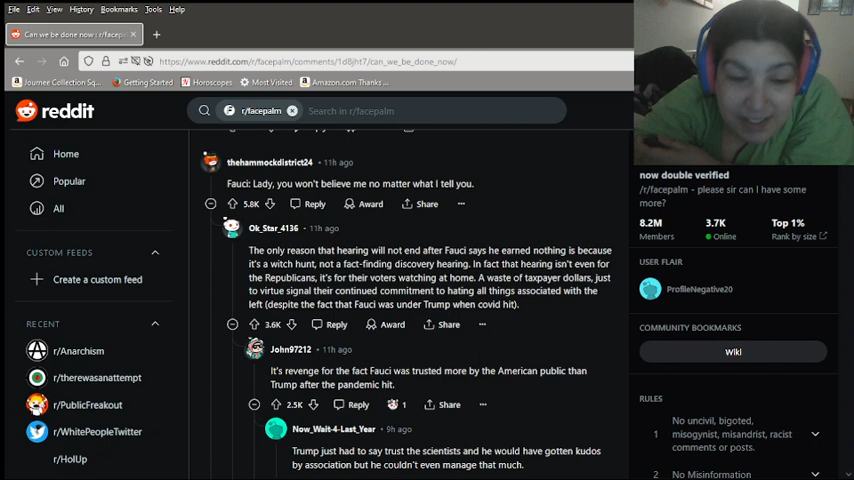 File Edit View History Bookmarks Tools Help
Can we be done now : r/facepa
https://www.reddit.com/r/facepalm/comments/1d8jht7/can_we_be_done_now/
Journee Collection Sq... Getting Started Horoscopes Most Visited Amazon.com Thanks ...
reddit
r/facepalm Search in r/facepalm
Home
Popular
All
CUSTOM FEEDS
Create a custom feed
RECENT
r/Anarchism
r/therewasanattempt
r/PublicFreakout
r/WhitePeopleTwitter
r/HolUp
thehammockdistrict24 • 11h ago
Fauci: Lady, you won't believe me no matter what I tell you.
5.8K Reply Award Share
Ok_Star_4136 • 11h ago
The only reason that hearing will not end after Fauci says he earned nothing is because
it's a witch hunt, not a fact-finding discovery hearing. In fact that hearing isn't even for
the Republicans, it's for their voters watching at home. A waste of taxpayer dollars, just
to virtue signal their continued commitment to hating all things associated with the
left (despite the fact that Fauci was under Trump when covid hit).
3.6K Reply Award Share
John97212 • 11h ago
It's revenge for the fact Fauci was trusted more by the American public than
Trump after the pandemic hit.
2.5K Reply 1 Share
Now_Wait-4-Last_Year • 9h ago
Trump just had to say trust the scientists and he would have gotten kudos
by association but he couldn't even manage that much.
now double verified
/r/facepalm - please sir can I have some
more?
8.2M 3.7K Top 1%
Members Online Rank by size
USER FLAIR
ProfileNegative20
COMMUNITY BOOKMARKS
Wiki
RULES
1 No uncivil, bigoted,
misogynist, misandrist, racist
comments or posts.
2 No Misinformation